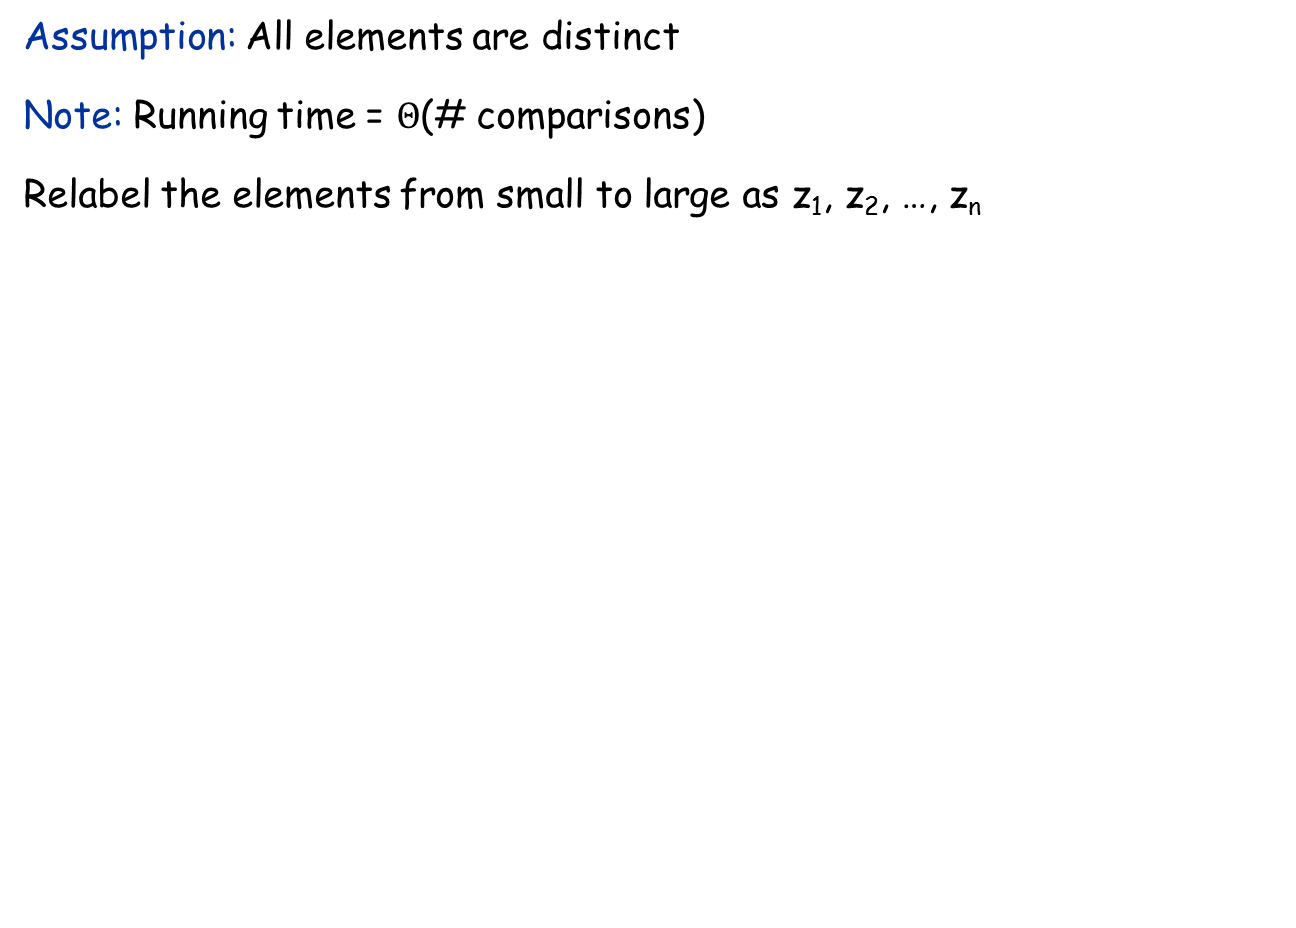 Assumption: All elements are distinct
Note: Running time = Θ(# comparisons)
Relabel the elements from small to large as z₁, z₂, …, zₙ